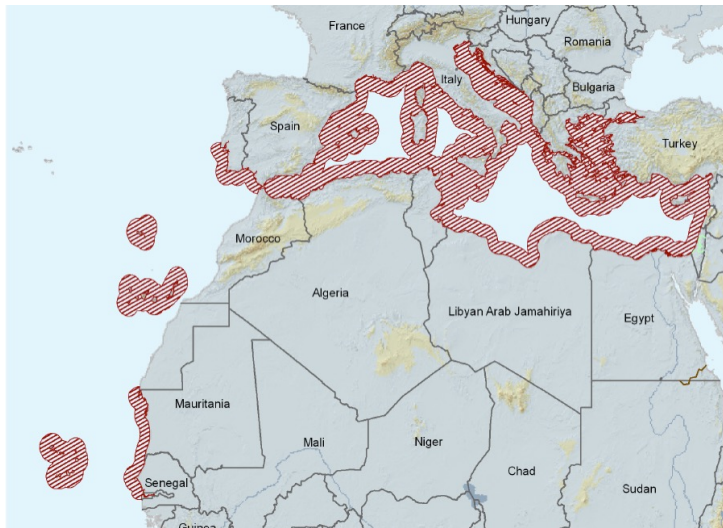 France
Hungary
Romania
Italy
Bulgaria
Spain
Turkey
Morocco
Algeria
Libyan Arab Jamahiriya
Egypt
Mauritania
Mali
Niger
Chad
Senegal
Sudan
Guinea